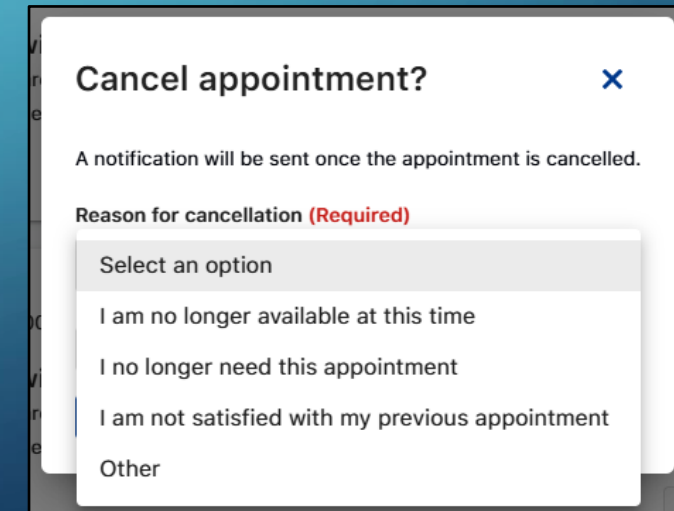 Cancel appointment?
A notification will be sent once the appointment is cancelled.
Reason for cancellation (Required)
Select an option
I am no longer available at this time
I no longer need this appointment
I am not satisfied with my previous appointment
Other